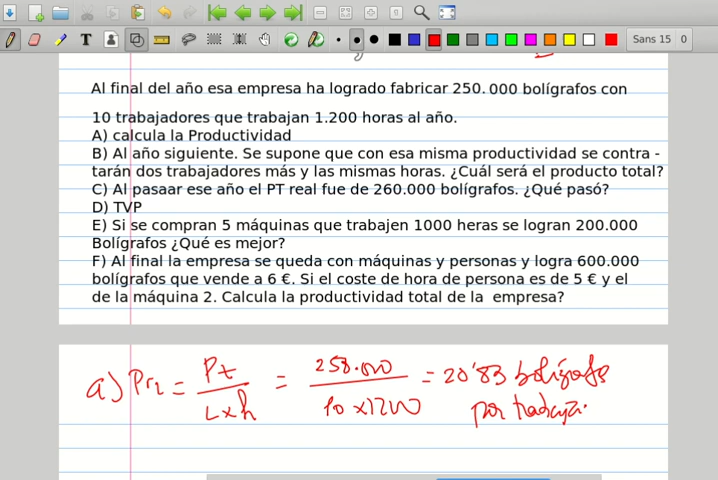 Sans 15 0
Al final del año esa empresa ha logrado fabricar 250.000 bolígrafos con
10 trabajadores que trabajan 1.200 horas al año.
A) calcula la Productividad
B) Al año siguiente. Se supone que con esa misma productividad se contra -
tarán dos trabajadores más y las mismas horas. ¿Cuál será el producto total?
C) Al pasaar ese año el PT real fue de 260.000 bolígrafos. ¿Qué pasó?
D) TVP
E) Si se compran 5 máquinas que trabajen 1000 heras se logran 200.000
Bolígrafos ¿Qué es mejor?
F) Al final la empresa se queda con máquinas y personas y logra 600.000
bolígrafos que vende a 6 €. Si el coste de hora de persona es de 5 € y el
de la máquina 2. Calcula la productividad total de la empresa?
a) Pr = Pt / L x h = 250.000 / 10 x 1200 = 20'83 bolígrafos
por